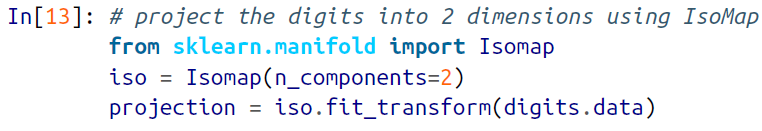 In[13]: # project the digits into 2 dimensions using IsoMap
from sklearn.manifold import Isomap
iso = Isomap(n_components=2)
projection = iso.fit_transform(digits.data)